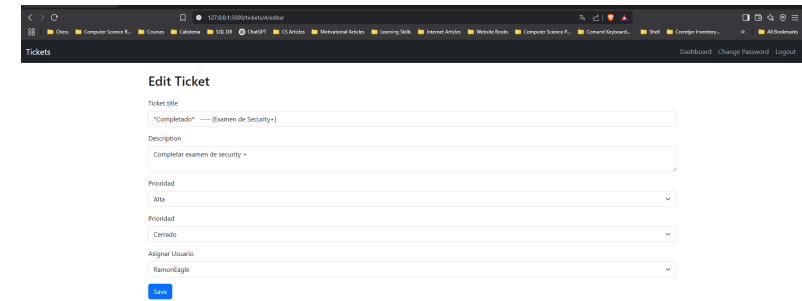 127.0.0.1:5000/tickets/4/editar
Chess Computer Science R... Courses Calistenia SQL DB ChatGPT CS Articles Motivational Articles Learning Skills Internet Articles Website Books Computer Science P... Comand Keyboard... Shell Corretjer Inventory... » All Bookmarks
Tickets Dashboard Change Password Logout
Edit Ticket
Ticket title
*Completado* ---- (Examen de Security+)
Description
Completar examen de security +
Prioridad
Alta
Prioridad
Cerrado
Asignar Usuario
RamonEagle
Save